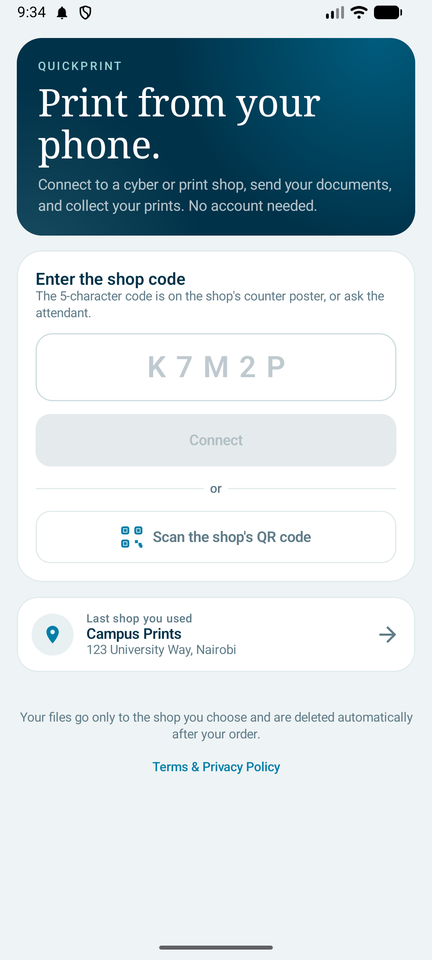 9:34
QUICKPRINT
Print from your
phone.
Connect to a cyber or print shop, send your documents,
and collect your prints. No account needed.
Enter the shop code
The 5-character code is on the shop's counter poster, or ask the
attendant.
K7M2P
Connect
or
Scan the shop's QR code
Last shop you used
Campus Prints
123 University Way, Nairobi
Your files go only to the shop you choose and are deleted automatically
after your order.
Terms & Privacy Policy